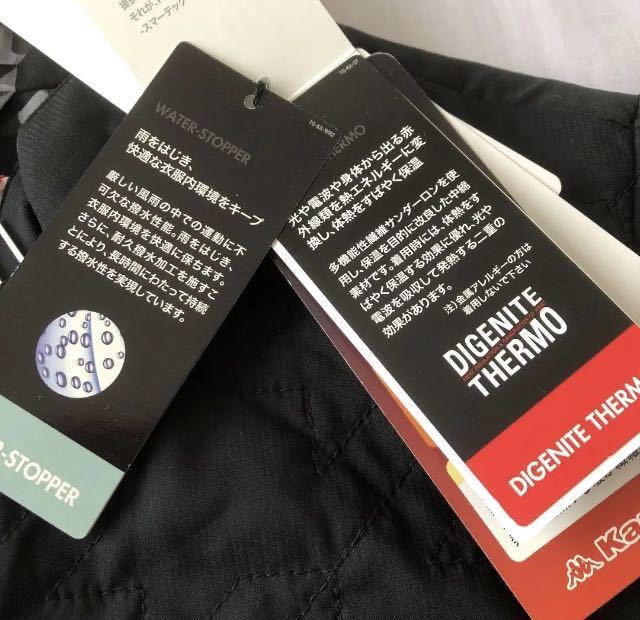 それが、
-スマーテック
WATER-STOPPER
雨をはじき、
快適な衣服内環境をキープ
厳しい風雨の中での運動に不
可欠な撥水性能。雨をはじき、
衣服内環境を快適に保ちます。
さらに、耐久撥水加工を施すこ
とにより、長時間にわたって持続
する撥水性を実現しています。
R-STOPPER
THERMO
光や電波や身体から出る赤
外線類を熱エネルギーに変
換し、体熱をすばやく保温
多機能性繊維サンダーロンを使
用し、保温を目的に改良した中綿
素材です。着用時には、体熱をす
ばやく保温する効果に優れ、光や
電波を吸収して発熱する二重の
効果があります。
注)金属アレルギーの方は
着用しないで下さい
DIGENITE
THERMO
DIGENITE THERM
Kap